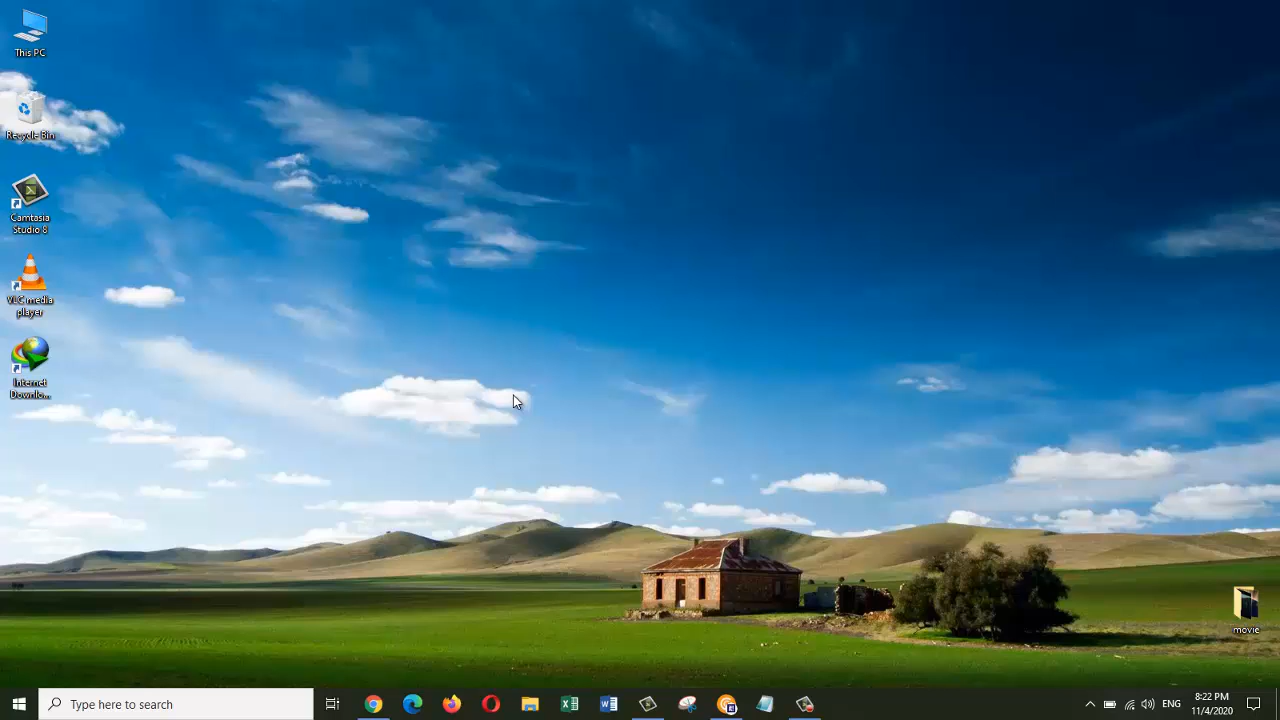 This PC
Recycle Bin
Camtasia
Studio 8
VLC media
player
Internet
Downlo...
movie
Type here to search
ENG
8:22 PM
11/4/2020